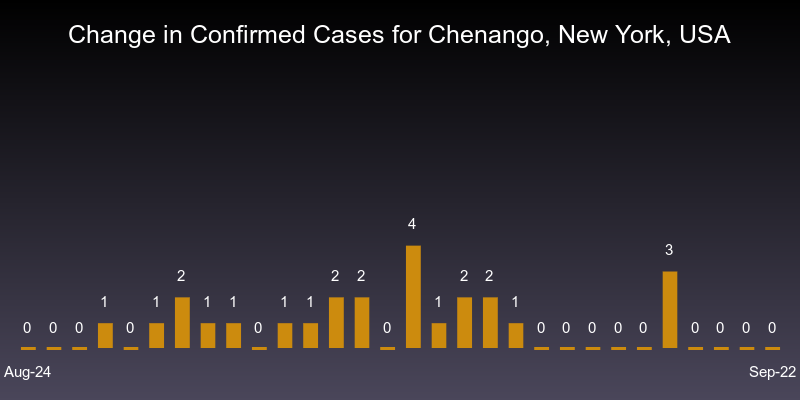 Change in Confirmed Cases for Chenango, New York, USA
4
3
2 2 2 2 2
1 1 1 1 1 1 1 1
0 0 0 0 0 0 0 0 0 0 0 0 0 0 0
Aug-24 Sep-22